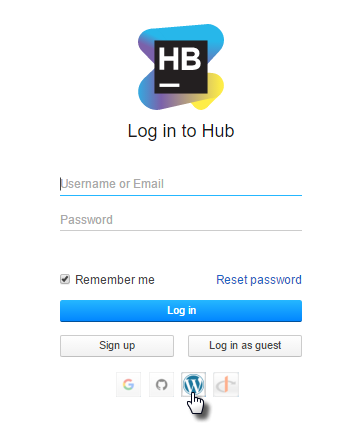 HB
Log in to Hub
Username or Email
Password
Remember me
Reset password
Log in
Sign up
Log in as guest